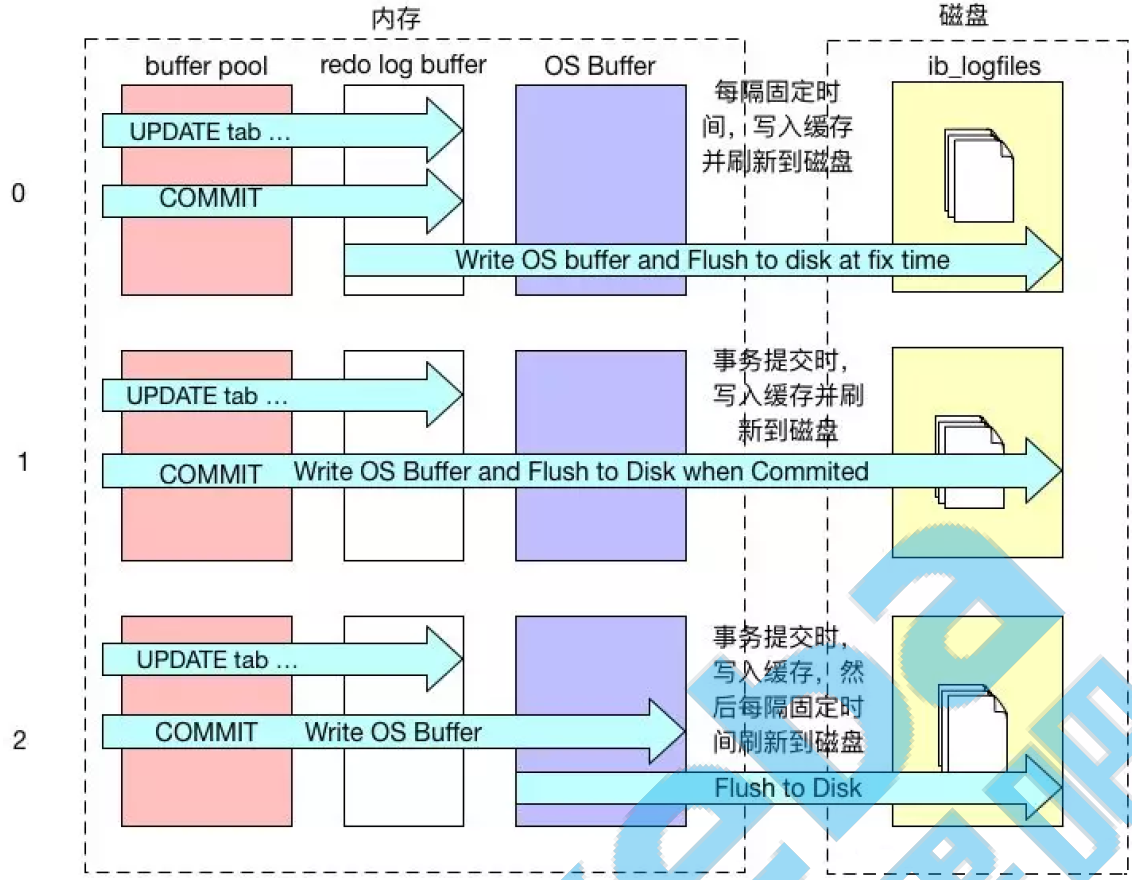 内存
磁盘
buffer pool
redo log buffer
OS Buffer
ib_logfiles
0
UPDATE tab ...
COMMIT
每隔固定时
间，写入缓存
并刷新到磁盘
Write OS buffer and Flush to disk at fix time
1
UPDATE tab ...
事务提交时，
写入缓存并刷
新到磁盘
COMMIT Write OS Buffer and Flush to Disk when Commited
2
UPDATE tab ...
事务提交时，
写入缓存，然
后每隔固定时
间刷新到磁盘
COMMIT Write OS Buffer
Flush to Disk